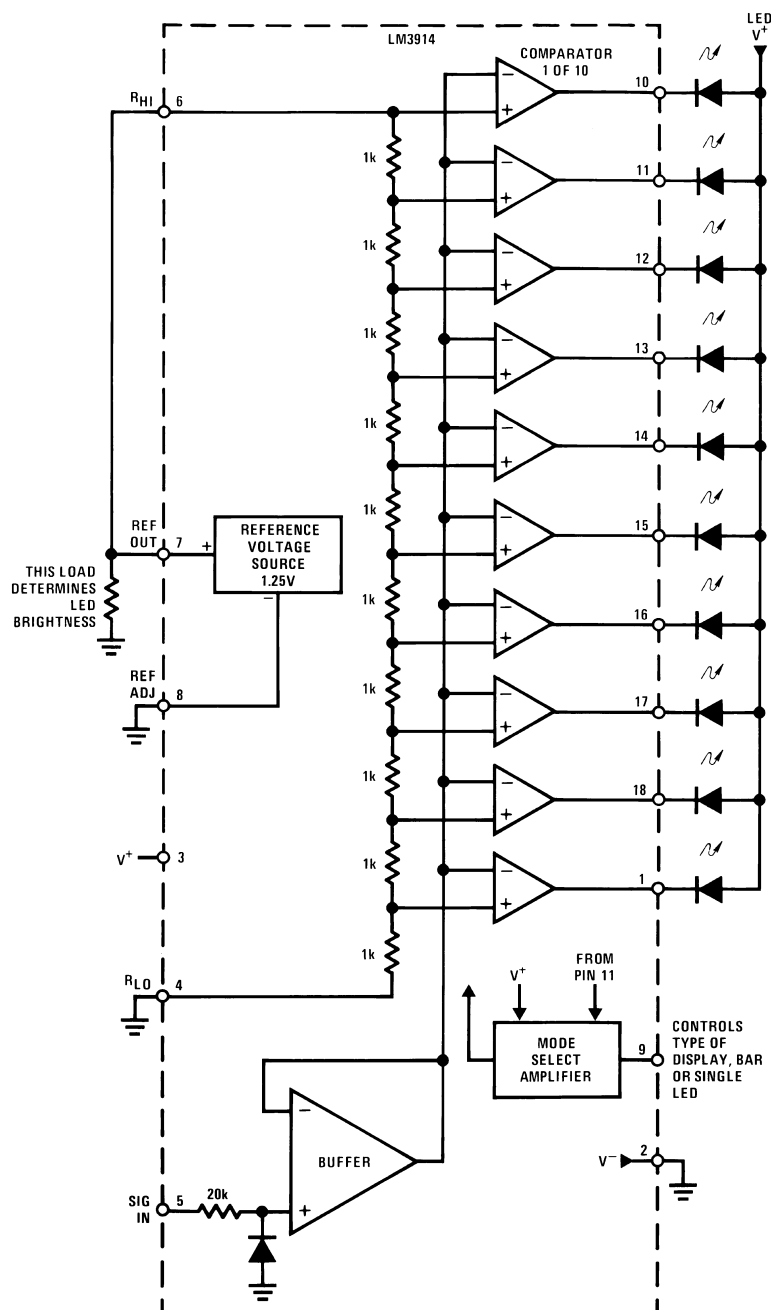 LED
V+
LM3914
COMPARATOR
1 OF 10
RHI
6
10
1k
11
1k
12
1k
13
1k
14
1k
15
REF
OUT
7
+
REFERENCE
VOLTAGE
SOURCE
1.25V
−
THIS LOAD
DETERMINES
LED
BRIGHTNESS
1k
16
REF
ADJ
8
1k
17
1k
18
V+
3
1k
1
1k
RLO
4
V+
FROM
PIN 11
MODE
SELECT
AMPLIFIER
9
CONTROLS
TYPE OF
DISPLAY, BAR
OR SINGLE
LED
−
BUFFER
+
V−
2
SIG
IN
5
20k
− +
− +
− +
− +
− +
− +
− +
− +
− +
− +